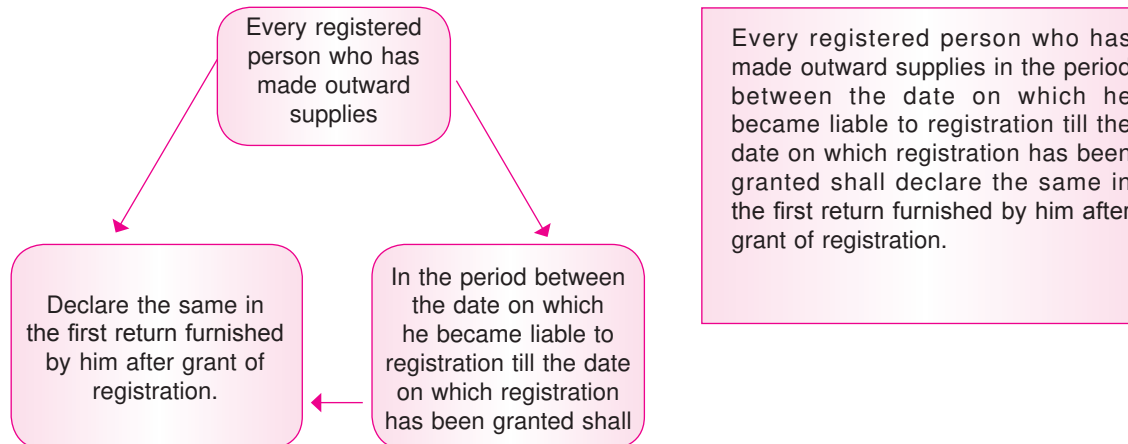 Every registered
person who has
made outward
supplies
In the period between
the date on which
he became liable to
registration till the date
on which registration
has been granted shall
Declare the same in
the first return furnished
by him after grant of
registration.
Every registered person who has
made outward supplies in the period
between the date on which he
became liable to registration till the
date on which registration has been
granted shall declare the same in
the first return furnished by him after
grant of registration.